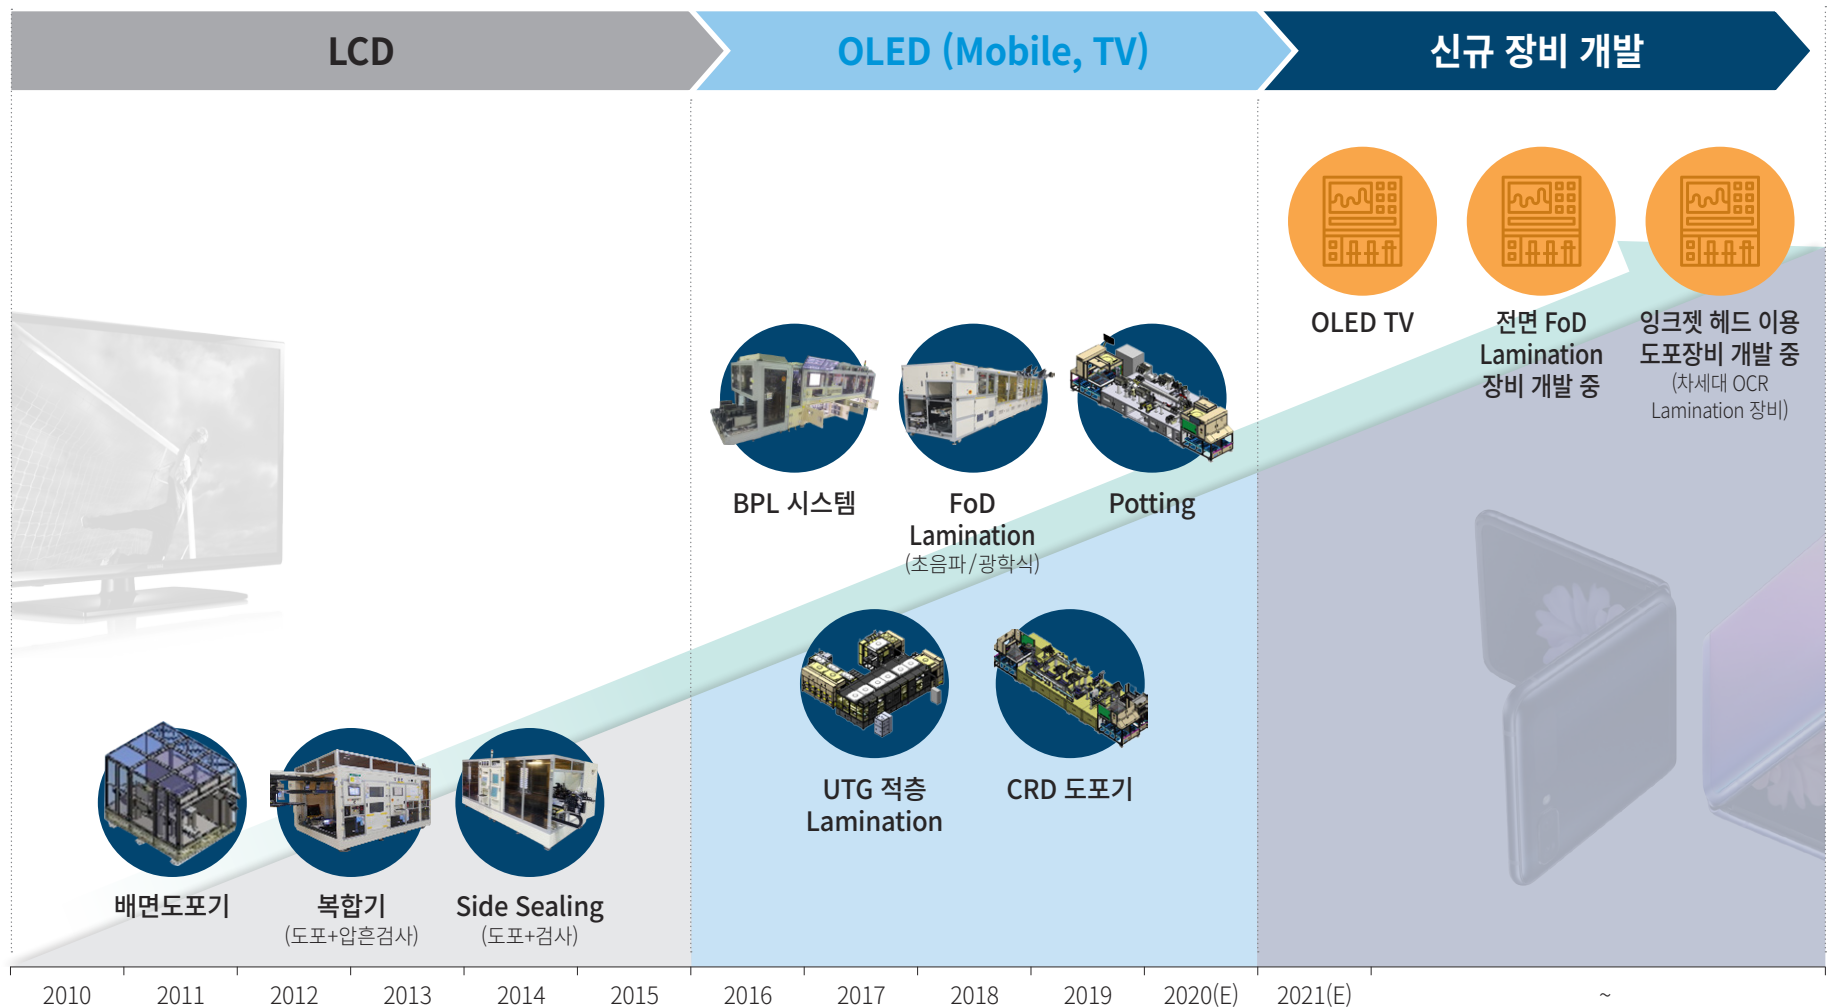 LCD
OLED (Mobile, TV)
신규 장비 개발
OLED TV
전면 FoD
Lamination
장비 개발 중
잉크젯 헤드 이용
도포장비 개발 중
(차세대 OCR
Lamination 장비)
BPL 시스템
FoD
Lamination
(초음파/광학식)
Potting
UTG 적층
Lamination
CRD 도포기
배면도포기
복합기
(도포+압흔검사)
Side Sealing
(도포+검사)
2010 2011 2012 2013 2014 2015 2016 2017 2018 2019 2020(E) 2021(E) ~